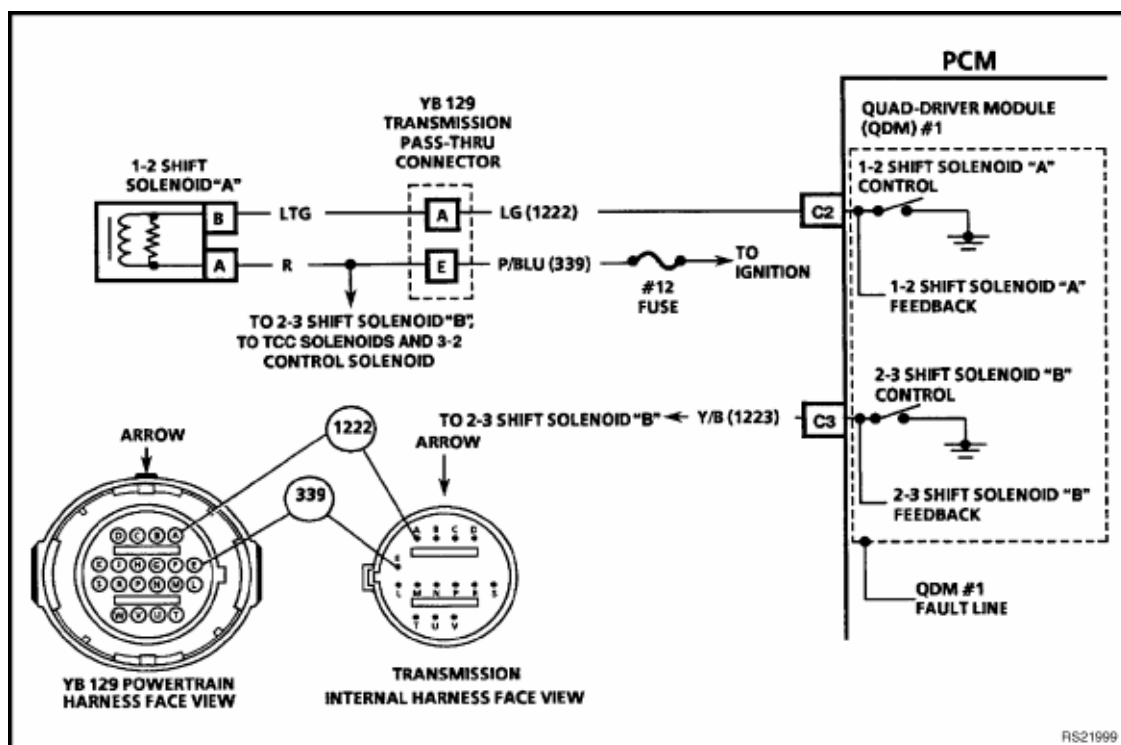 PCM
YB 129
TRANSMISSION
PASS-THRU
CONNECTOR
QUAD-DRIVER MODULE
(QDM) #1
1-2 SHIFT
SOLENOID "A"
1-2 SHIFT SOLENOID "A"
CONTROL
B
LTG
A
LG (1222)
C2
A
R
E
P/BLU (339)
TO
IGNITION
#12
FUSE
1-2 SHIFT SOLENOID "A"
FEEDBACK
TO 2-3 SHIFT SOLENOID "B",
TO TCC SOLENOIDS AND 3-2
CONTROL SOLENOID
2-3 SHIFT SOLENOID "B"
CONTROL
TO 2-3 SHIFT SOLENOID "B"
Y/B (1223)
C3
ARROW
1222
ARROW
339
2-3 SHIFT SOLENOID "B"
FEEDBACK
D C B A
H G F E
S R P N M L
W V U T
A B C D
E
L M N P R S
T U V
QDM #1
FAULT LINE
YB 129 POWERTRAIN
HARNESS FACE VIEW
TRANSMISSION
INTERNAL HARNESS FACE VIEW
RS21999